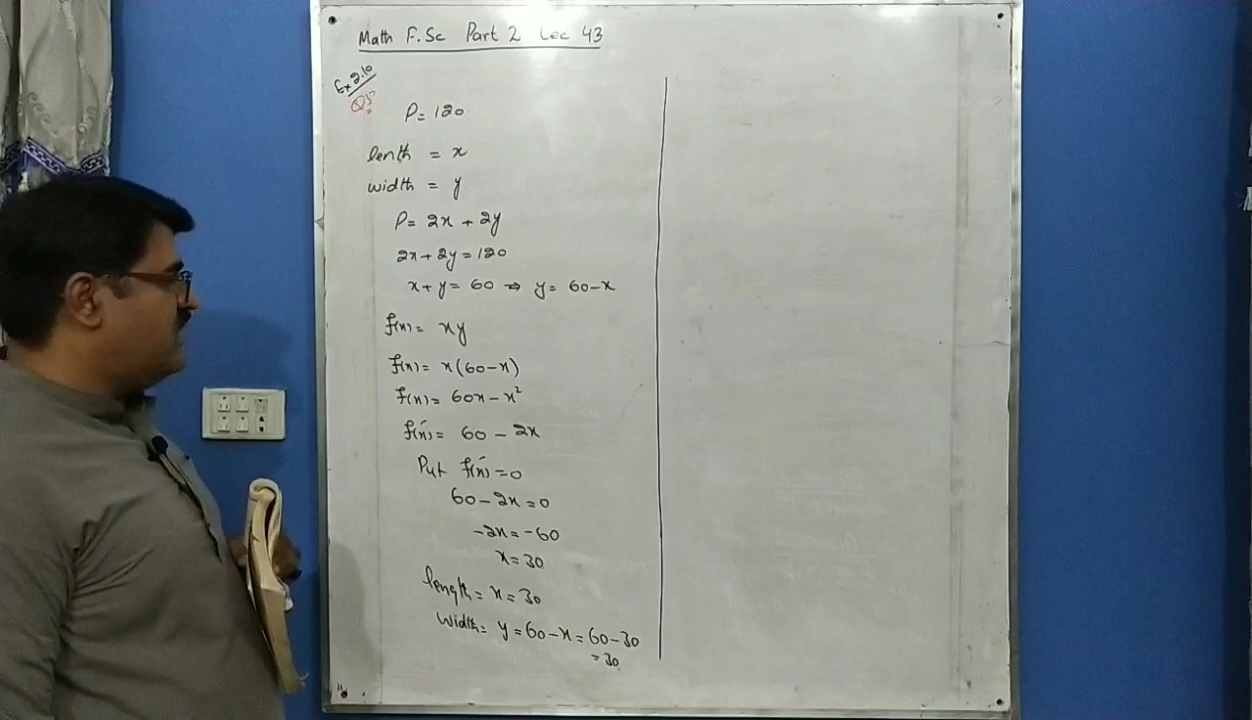 Math F.Sc Part 2 Lec 43
Ex 2.10
Q5
P= 120
lenth = x
width = y
P= 2x + 2y
2x+2y=120
x+y= 60 ⇒ y= 60-x
f(x)= xy
f(x)= x(60-x)
f(x)= 60x-x²
f(x)́= 60 - 2x
Put f(x)́=0
60-2x=0
-2x=-60
x=30
length= x=30
width= y=60-x=60-30
=30